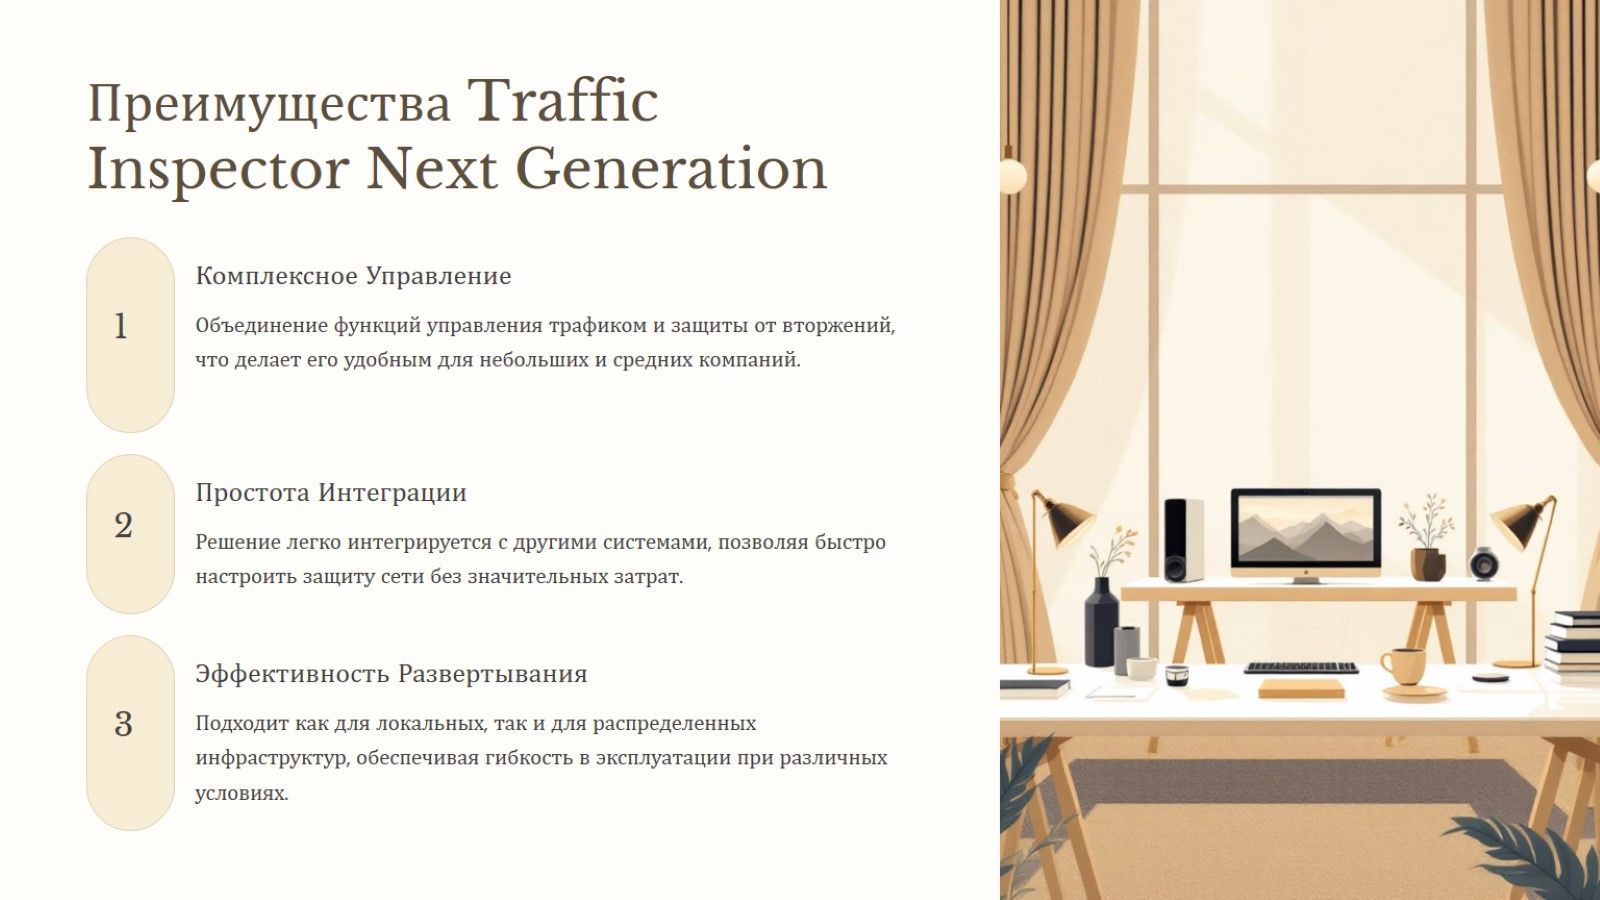 Преимущества Traffic
Inspector Next Generation
1
Комплексное Управление
Объединение функций управления трафиком и защиты от вторжений,
что делает его удобным для небольших и средних компаний.
2
Простота Интеграции
Решение легко интегрируется с другими системами, позволяя быстро
настроить защиту сети без значительных затрат.
3
Эффективность Развертывания
Подходит как для локальных, так и для распределенных
инфраструктур, обеспечивая гибкость в эксплуатации при различных
условиях.